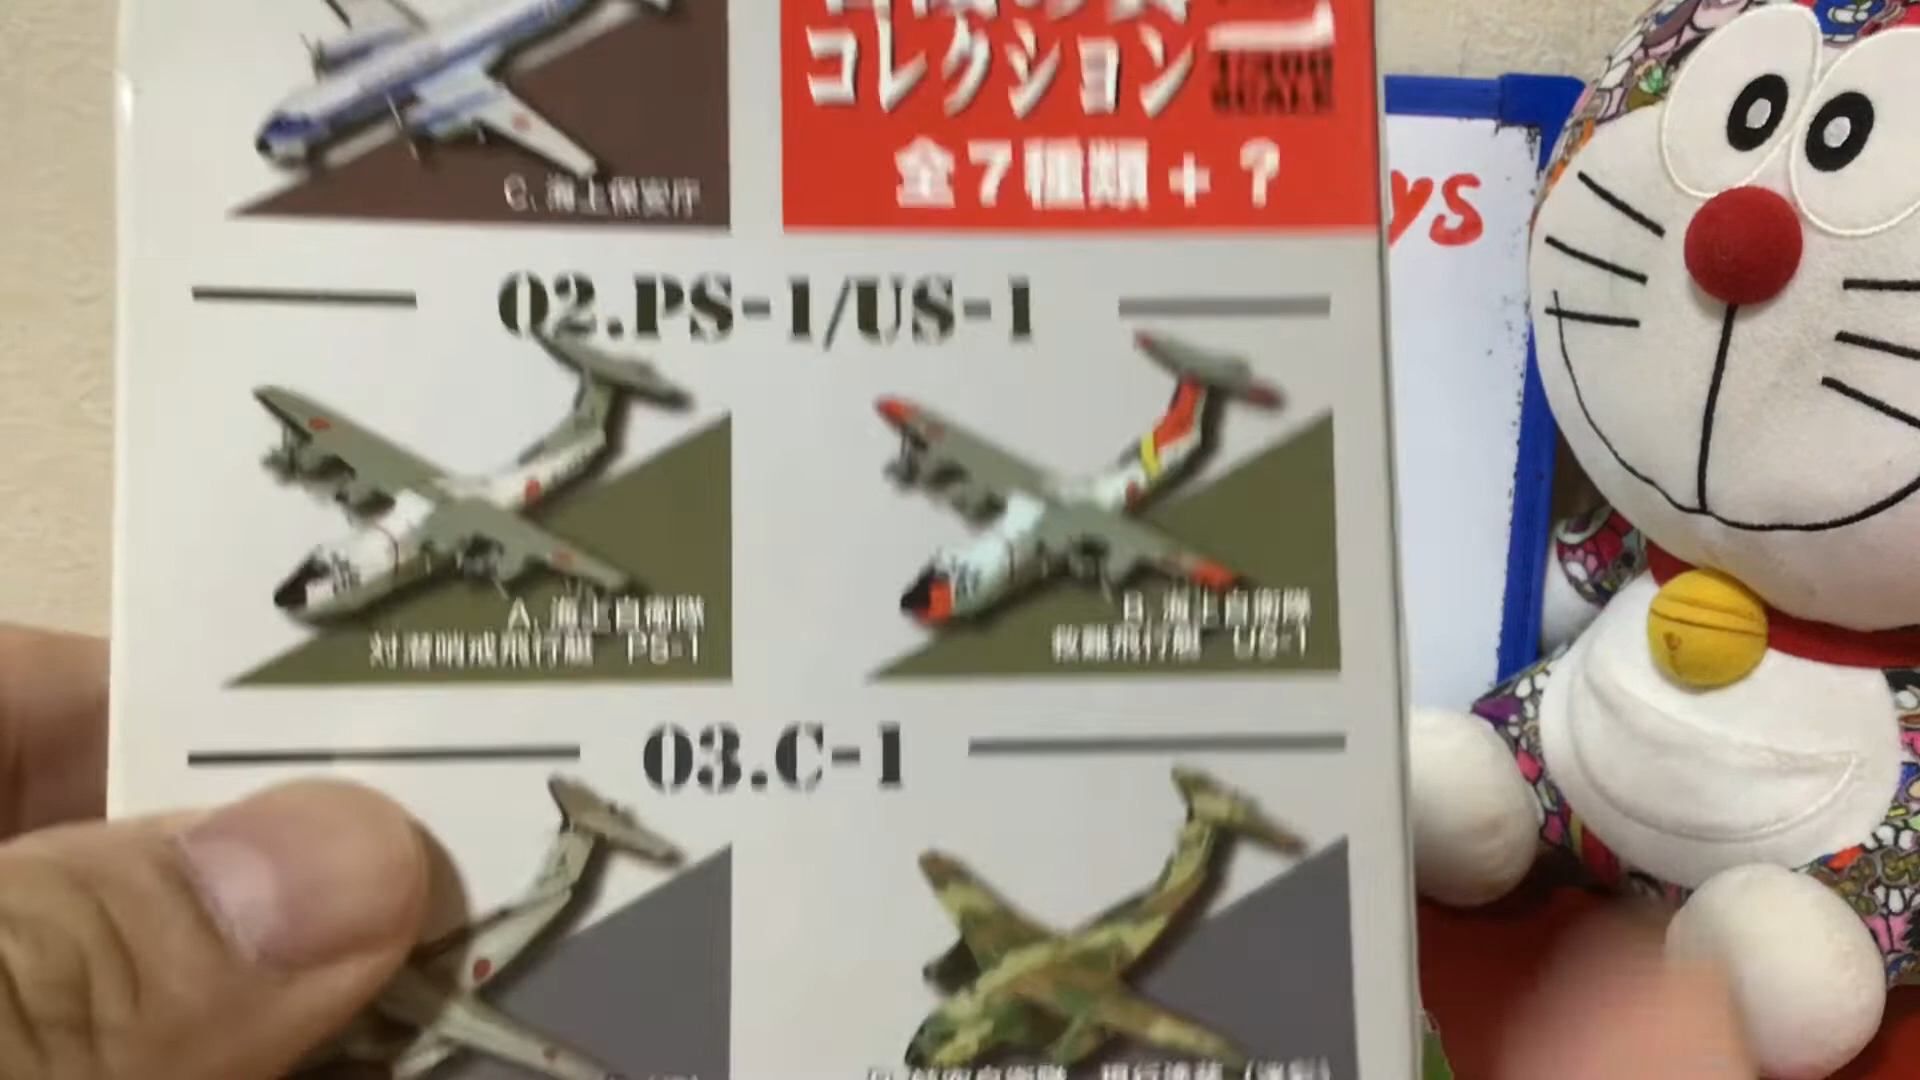 コレクション
全7種類+?
C. 海上保安庁
ys
02.PS-1/US-1
A. 海上自衛隊
対潜哨戒飛行艇 PS-1
B. 海上自衛隊
救難飛行艇 US-1
03.C-1